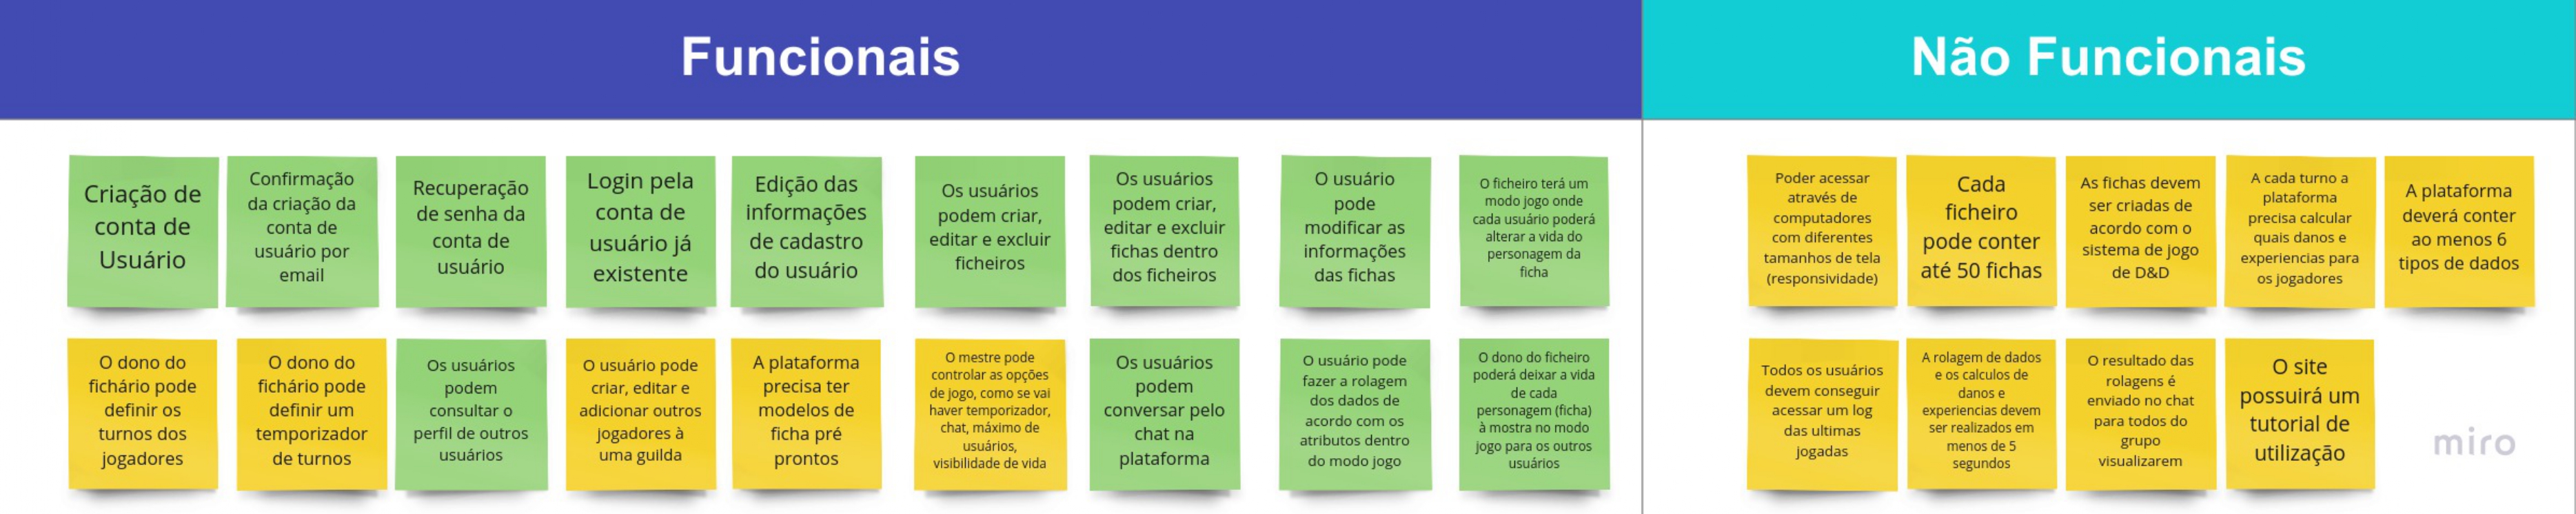 Funcionais
Não Funcionais
Criação de
conta de
Usuário
Confirmação
da criação da
conta de
usuário por
email
Recuperação
de senha da
conta de
usuário
Login pela
conta de
usuário já
existente
Edição das
informações
de cadastro
do usuário
Os usuários
podem criar,
editar e excluir
ficheiros
Os usuários
podem criar,
editar e excluir
fichas dentro
dos ficheiros
O usuário
pode
modificar as
informações
das fichas
O ficheiro terá um
modo jogo onde
cada usuário poderá
alterar a vida do
personagem da
ficha
O dono do
fichário pode
definir os
turnos dos
jogadores
O dono do
fichário pode
definir um
temporizador
de turnos
Os usuários
podem
consultar o
perfil de outros
usuários
O usuário pode
criar, editar e
adicionar outros
jogadores à
uma guilda
A plataforma
precisa ter
modelos de
ficha pré
prontos
O mestre pode
controlar as opções
de jogo, como se vai
haver temporizador,
chat, máximo de
usuários,
visibilidade de vida
Os usuários
podem
conversar pelo
chat na
plataforma
O usuário pode
fazer a rolagem
dos dados de
acordo com os
atributos dentro
do modo jogo
O dono do ficheiro
poderá deixar a vida
de cada
personagem (ficha)
à mostra no modo
jogo para os outros
usuários
Poder acessar
através de
computadores
com diferentes
tamanhos de tela
(responsividade)
Cada
ficheiro
pode conter
até 50 fichas
As fichas devem
ser criadas de
acordo com o
sistema de jogo
de D&D
A cada turno a
plataforma
precisa calcular
quais danos e
experiencias para
os jogadores
A plataforma
deverá conter
ao menos 6
tipos de dados
Todos os usuários
devem conseguir
acessar um log
das ultimas
jogadas
A rolagem de dados
e os calculos de
danos e
experiencias devem
ser realizados em
menos de 5
segundos
O resultado das
rolagens é
enviado no chat
para todos do
grupo
visualizarem
O site
possuirá um
tutorial de
utilização
miro